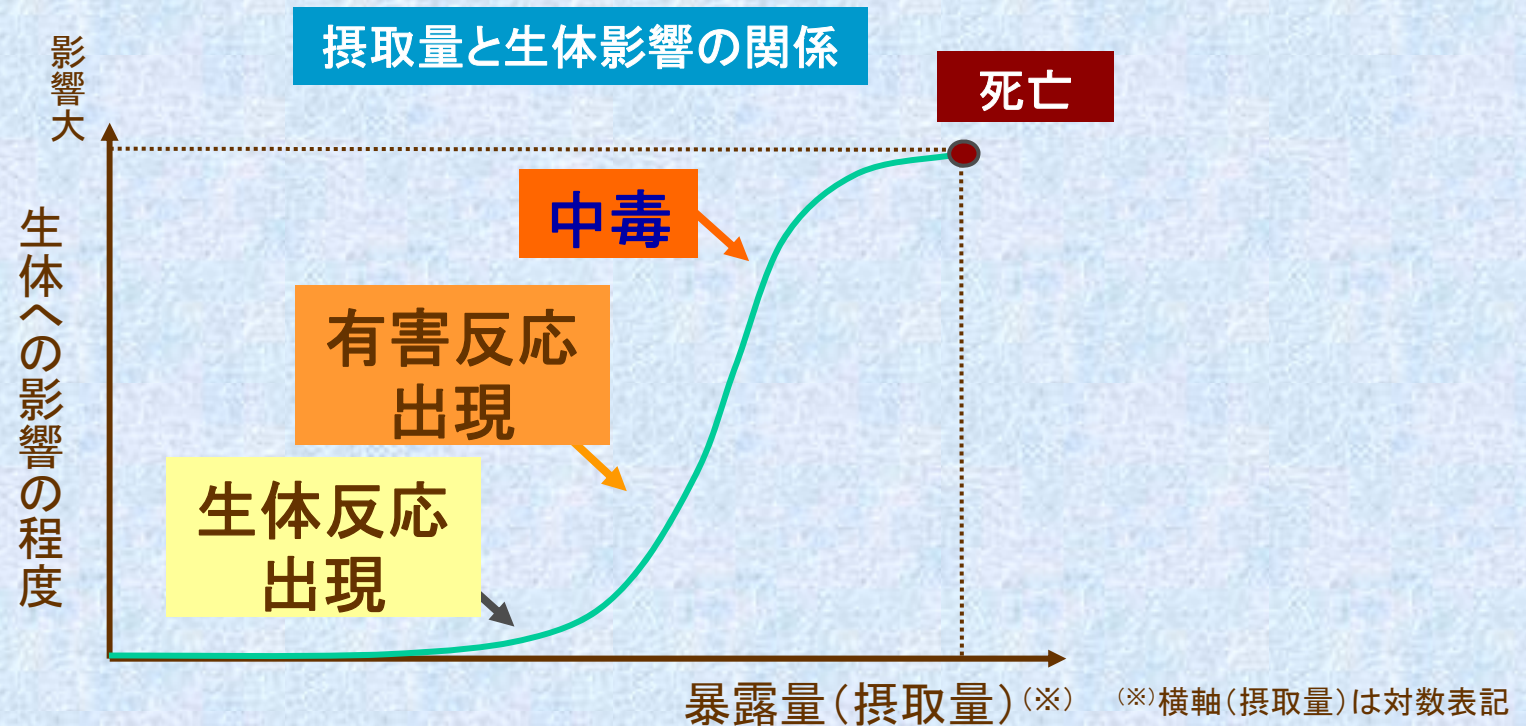 摂取量と生体影響の関係
影響大
死亡
中毒
生体への影響の程度
有害反応
出現
生体反応
出現
暴露量(摂取量)(※)
(※)横軸(摂取量)は対数表記